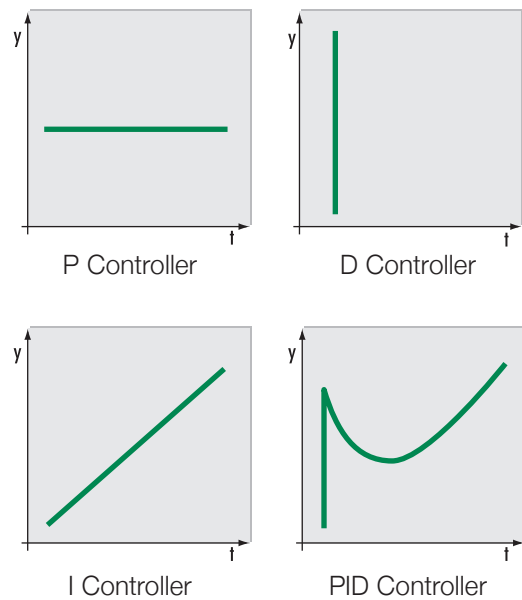 y
t
P Controller
y
t
D Controller
y
t
I Controller
y
t
PID Controller